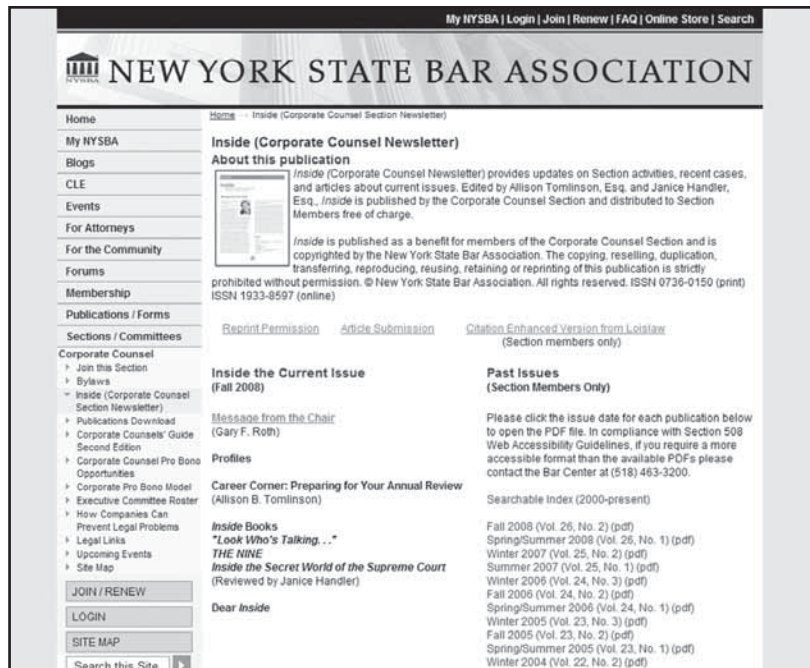 My NYSBA | Login | Join | Renew | FAQ | Online Store | Search
NYSBA
NEW YORK STATE BAR ASSOCIATION
Home
My NYSBA
Blogs
CLE
Events
For Attorneys
For the Community
Forums
Membership
Publications / Forms
Sections / Committees
Corporate Counsel
Join this Section
Bylaws
Inside (Corporate Counsel
Section Newsletter)
Publications Download
Corporate Counsels' Guide
Second Edition
Corporate Counsel Pro Bono
Opportunities
Corporate Pro Bono Model
Executive Committee Roster
How Companies Can
Prevent Legal Problems
Legal Links
Upcoming Events
Site Map
JOIN / RENEW
LOGIN
SITE MAP
Search this Site
Home → Inside (Corporate Counsel Section Newsletter)
Inside (Corporate Counsel Newsletter)
About this publication
Inside (Corporate Counsel Newsletter) provides updates on Section activities, recent cases,
and articles about current issues. Edited by Allison Tomlinson, Esq. and Janice Handler,
Esq., Inside is published by the Corporate Counsel Section and distributed to Section
Members free of charge.
Inside is published as a benefit for members of the Corporate Counsel Section and is
copyrighted by the New York State Bar Association. The copying, reselling, duplication,
transferring, reproducing, reusing, retaining or reprinting of this publication is strictly
prohibited without permission. © New York State Bar Association. All rights reserved. ISSN 0736-0150 (print)
ISSN 1933-8597 (online)
Reprint Permission Article Submission Citation Enhanced Version from Loislaw
(Section members only)
Inside the Current Issue
(Fall 2008)
Message from the Chair
(Gary F. Roth)
Profiles
Career Corner: Preparing for Your Annual Review
(Allison B. Tomlinson)
Inside Books
"Look Who's Talking. . ."
THE NINE
Inside the Secret World of the Supreme Court
(Reviewed by Janice Handler)
Dear Inside
Past Issues
(Section Members Only)
Please click the issue date for each publication below
to open the PDF file. In compliance with Section 508
Web Accessibility Guidelines, if you require a more
accessible format than the available PDFs please
contact the Bar Center at (518) 463-3200.
Searchable Index (2000-present)
Fall 2008 (Vol. 26, No. 2) (pdf)
Spring/Summer 2008 (Vol. 26, No. 1) (pdf)
Winter 2007 (Vol. 25, No. 2) (pdf)
Summer 2007 (Vol. 25, No. 1) (pdf)
Winter 2006 (Vol. 24, No. 3) (pdf)
Fall 2006 (Vol. 24, No. 2) (pdf)
Spring/Summer 2006 (Vol. 24, No. 1) (pdf)
Winter 2005 (Vol. 23, No. 3) (pdf)
Fall 2005 (Vol. 23, No. 2) (pdf)
Spring/Summer 2005 (Vol. 23, No. 1) (pdf)
Winter 2004 (Vol. 22, No. 2) (pdf)